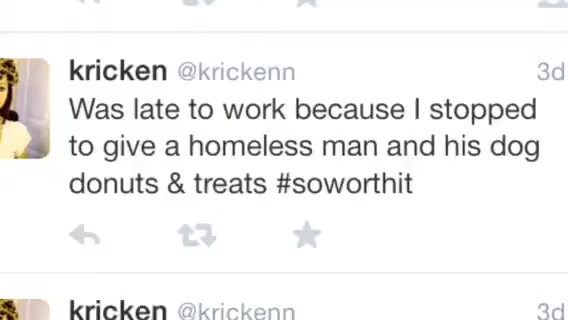 kricken @krickenn 3d
Was late to work because I stopped
to give a homeless man and his dog
donuts & treats #soworthit
kricken @krickenn 3d